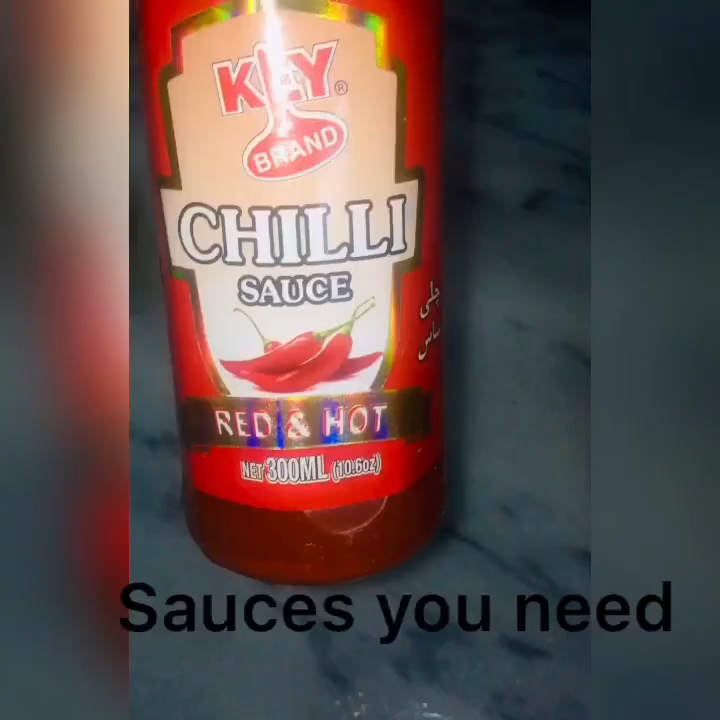 KEY®
BRAND
CHILLI
SAUCE
چلی
ساس
RED & HOT
NET 300ML (10.6oz)
Sauces you need